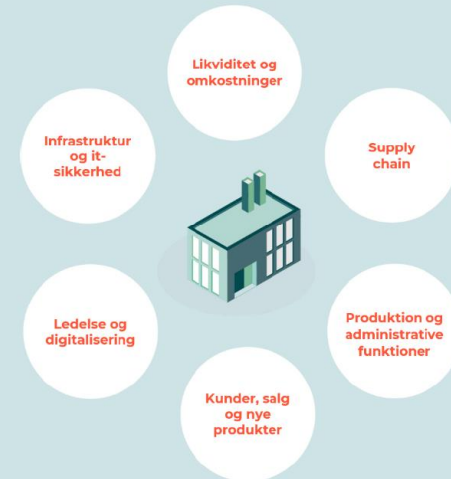 Likviditet og
omkostninger
Infrastruktur
og it-
sikkerhed
Supply
chain
Ledelse og
digitalisering
Produktion og
administrative
funktioner
Kunder, salg
og nye
produkter